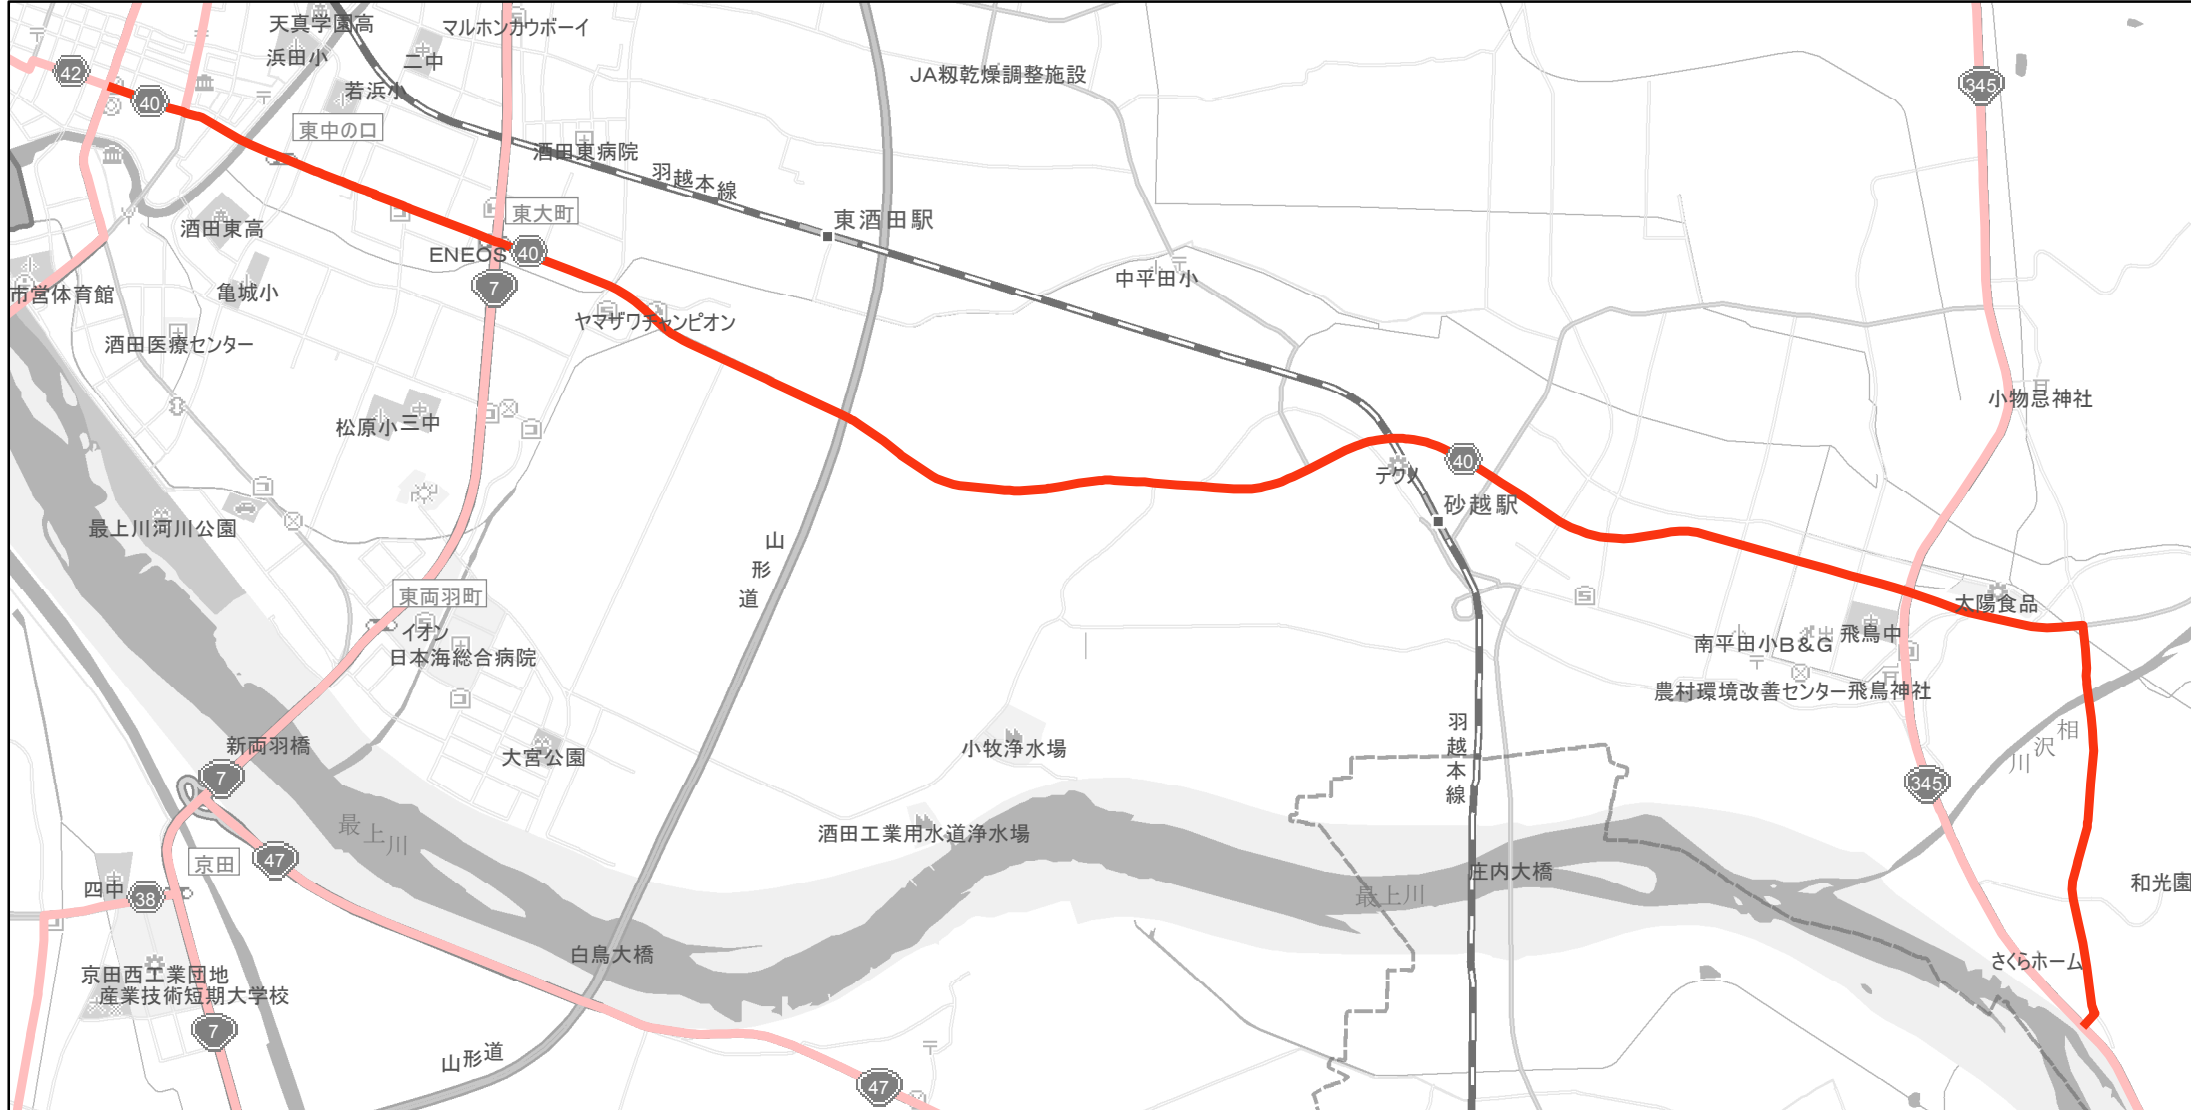 天真学園高
マルホンカウボーイ
浜田小
二中
42
40
若浜小
JA籾乾燥調整施設
345
東中の口
酒田東病院
羽越本線
東大町
東酒田駅
酒田東高
ENEOS
40
中平田小
市営体育館
亀城小
7
ヤマザワチャンピオン
酒田医療センター
小物忌神社
松原小
三中
40
テクノ
砂越駅
最上川河川公園
山形道
東両羽町
太陽食品
イオン
日本海総合病院
南平田小
B&G
飛鳥中
農村環境改善センター
飛鳥神社
羽越本線
相沢川
新両羽橋
大宮公園
小牧浄水場
7
345
最上川
酒田工業用水道浄水場
京田
47
四中
38
庄内大橋
最上川
和光園
白鳥大橋
さくらホーム
京田西工業団地
産業技術短期大学校
7
山形道
47